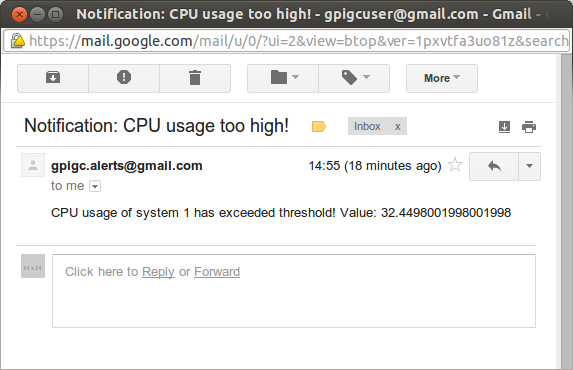 Notification: CPU usage too high! - gpigcuser@gmail.com - Gmail -
https://mail.google.com/mail/u/0/?ui=2&view=btop&ver=1pxvtfa3uo81z&search
More
Notification: CPU usage too high! Inbox x
gpigc.alerts@gmail.com 14:55 (18 minutes ago)
to me
CPU usage of system 1 has exceeded threshold! Value: 32.4498001998001998
24 x 24
Click here to Reply or Forward